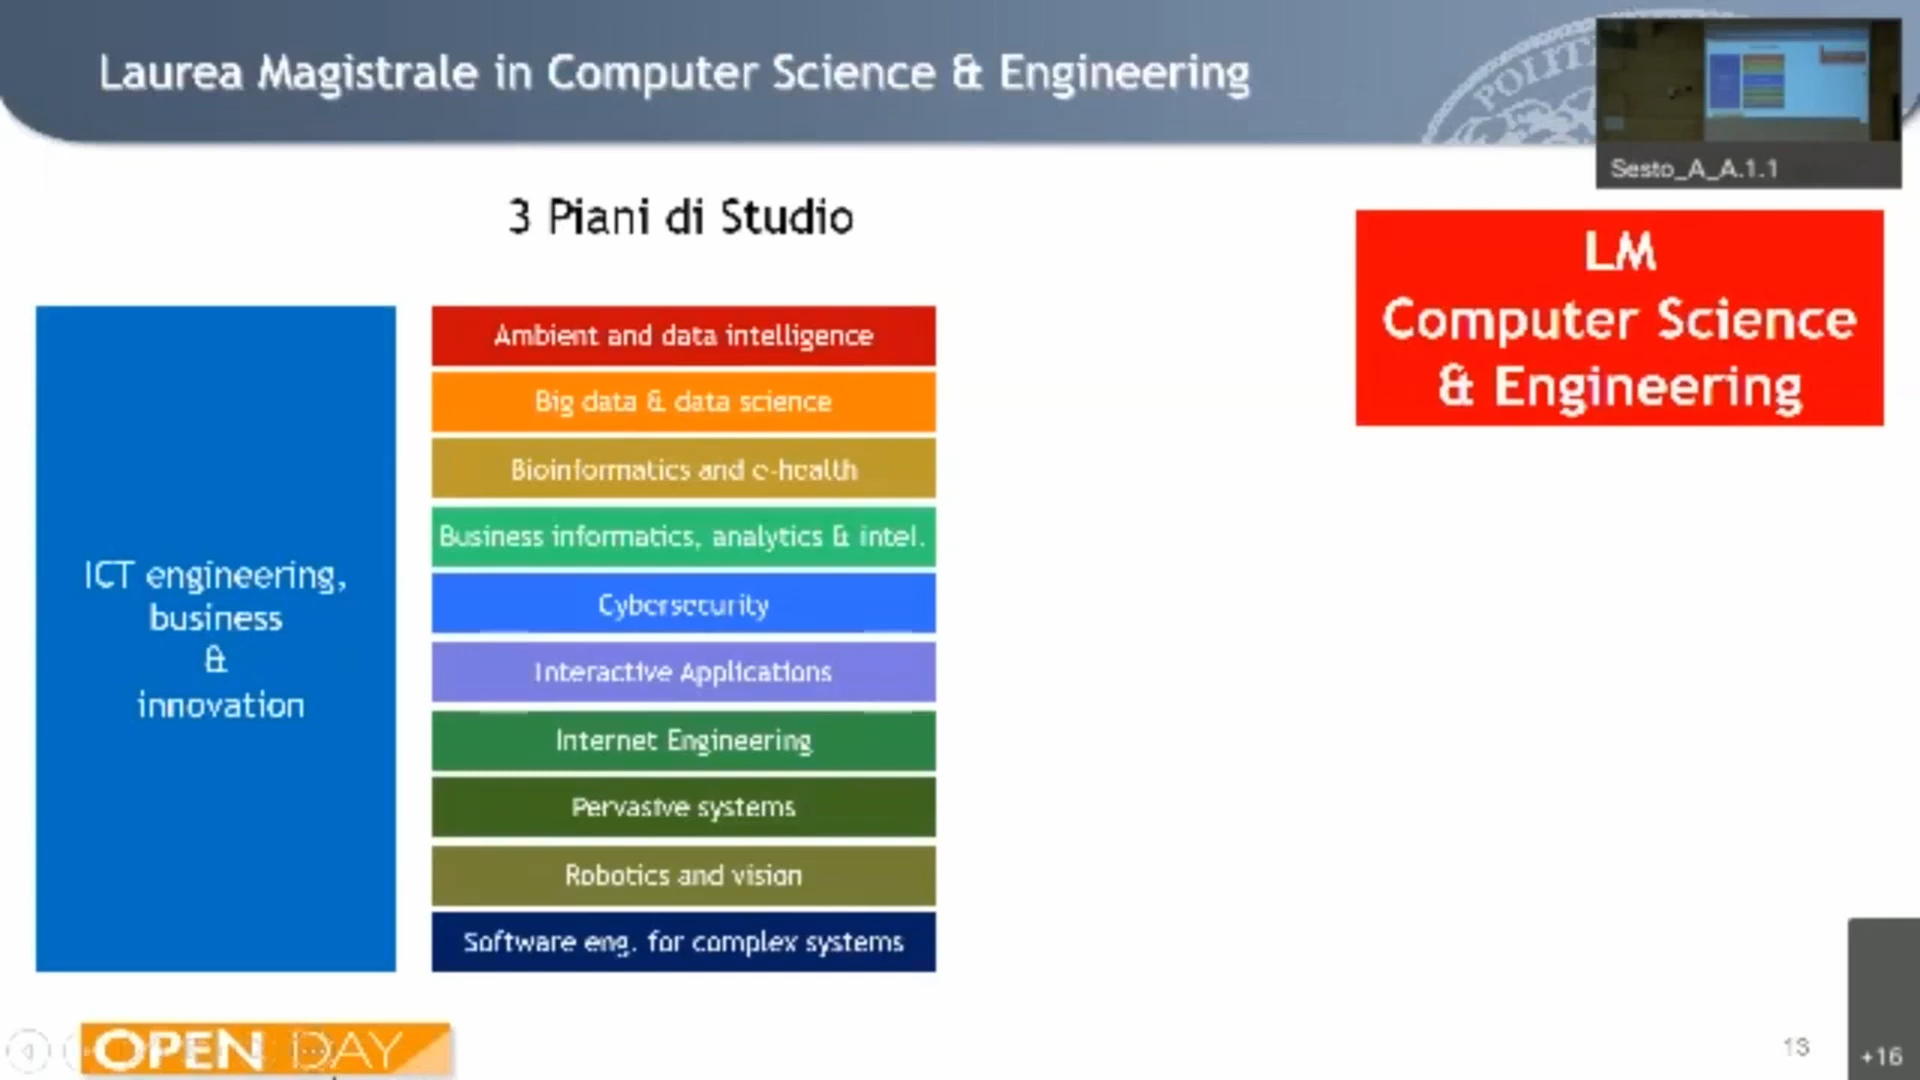 Laurea Magistrale in Computer Science & Engineering
POLITE
Sesto_A_A.1.1
3 Piani di Studio
LM
Computer Science
& Engineering
ICT engineering,
business
&
innovation
Ambient and data intelligence
Big data & data science
Bioinformatics and e-health
Business informatics, analytics & intel.
Cybersecurity
Interactive Applications
Internet Engineering
Pervasive systems
Robotics and vision
Software eng. for complex systems
OPEN DAY
13
+16